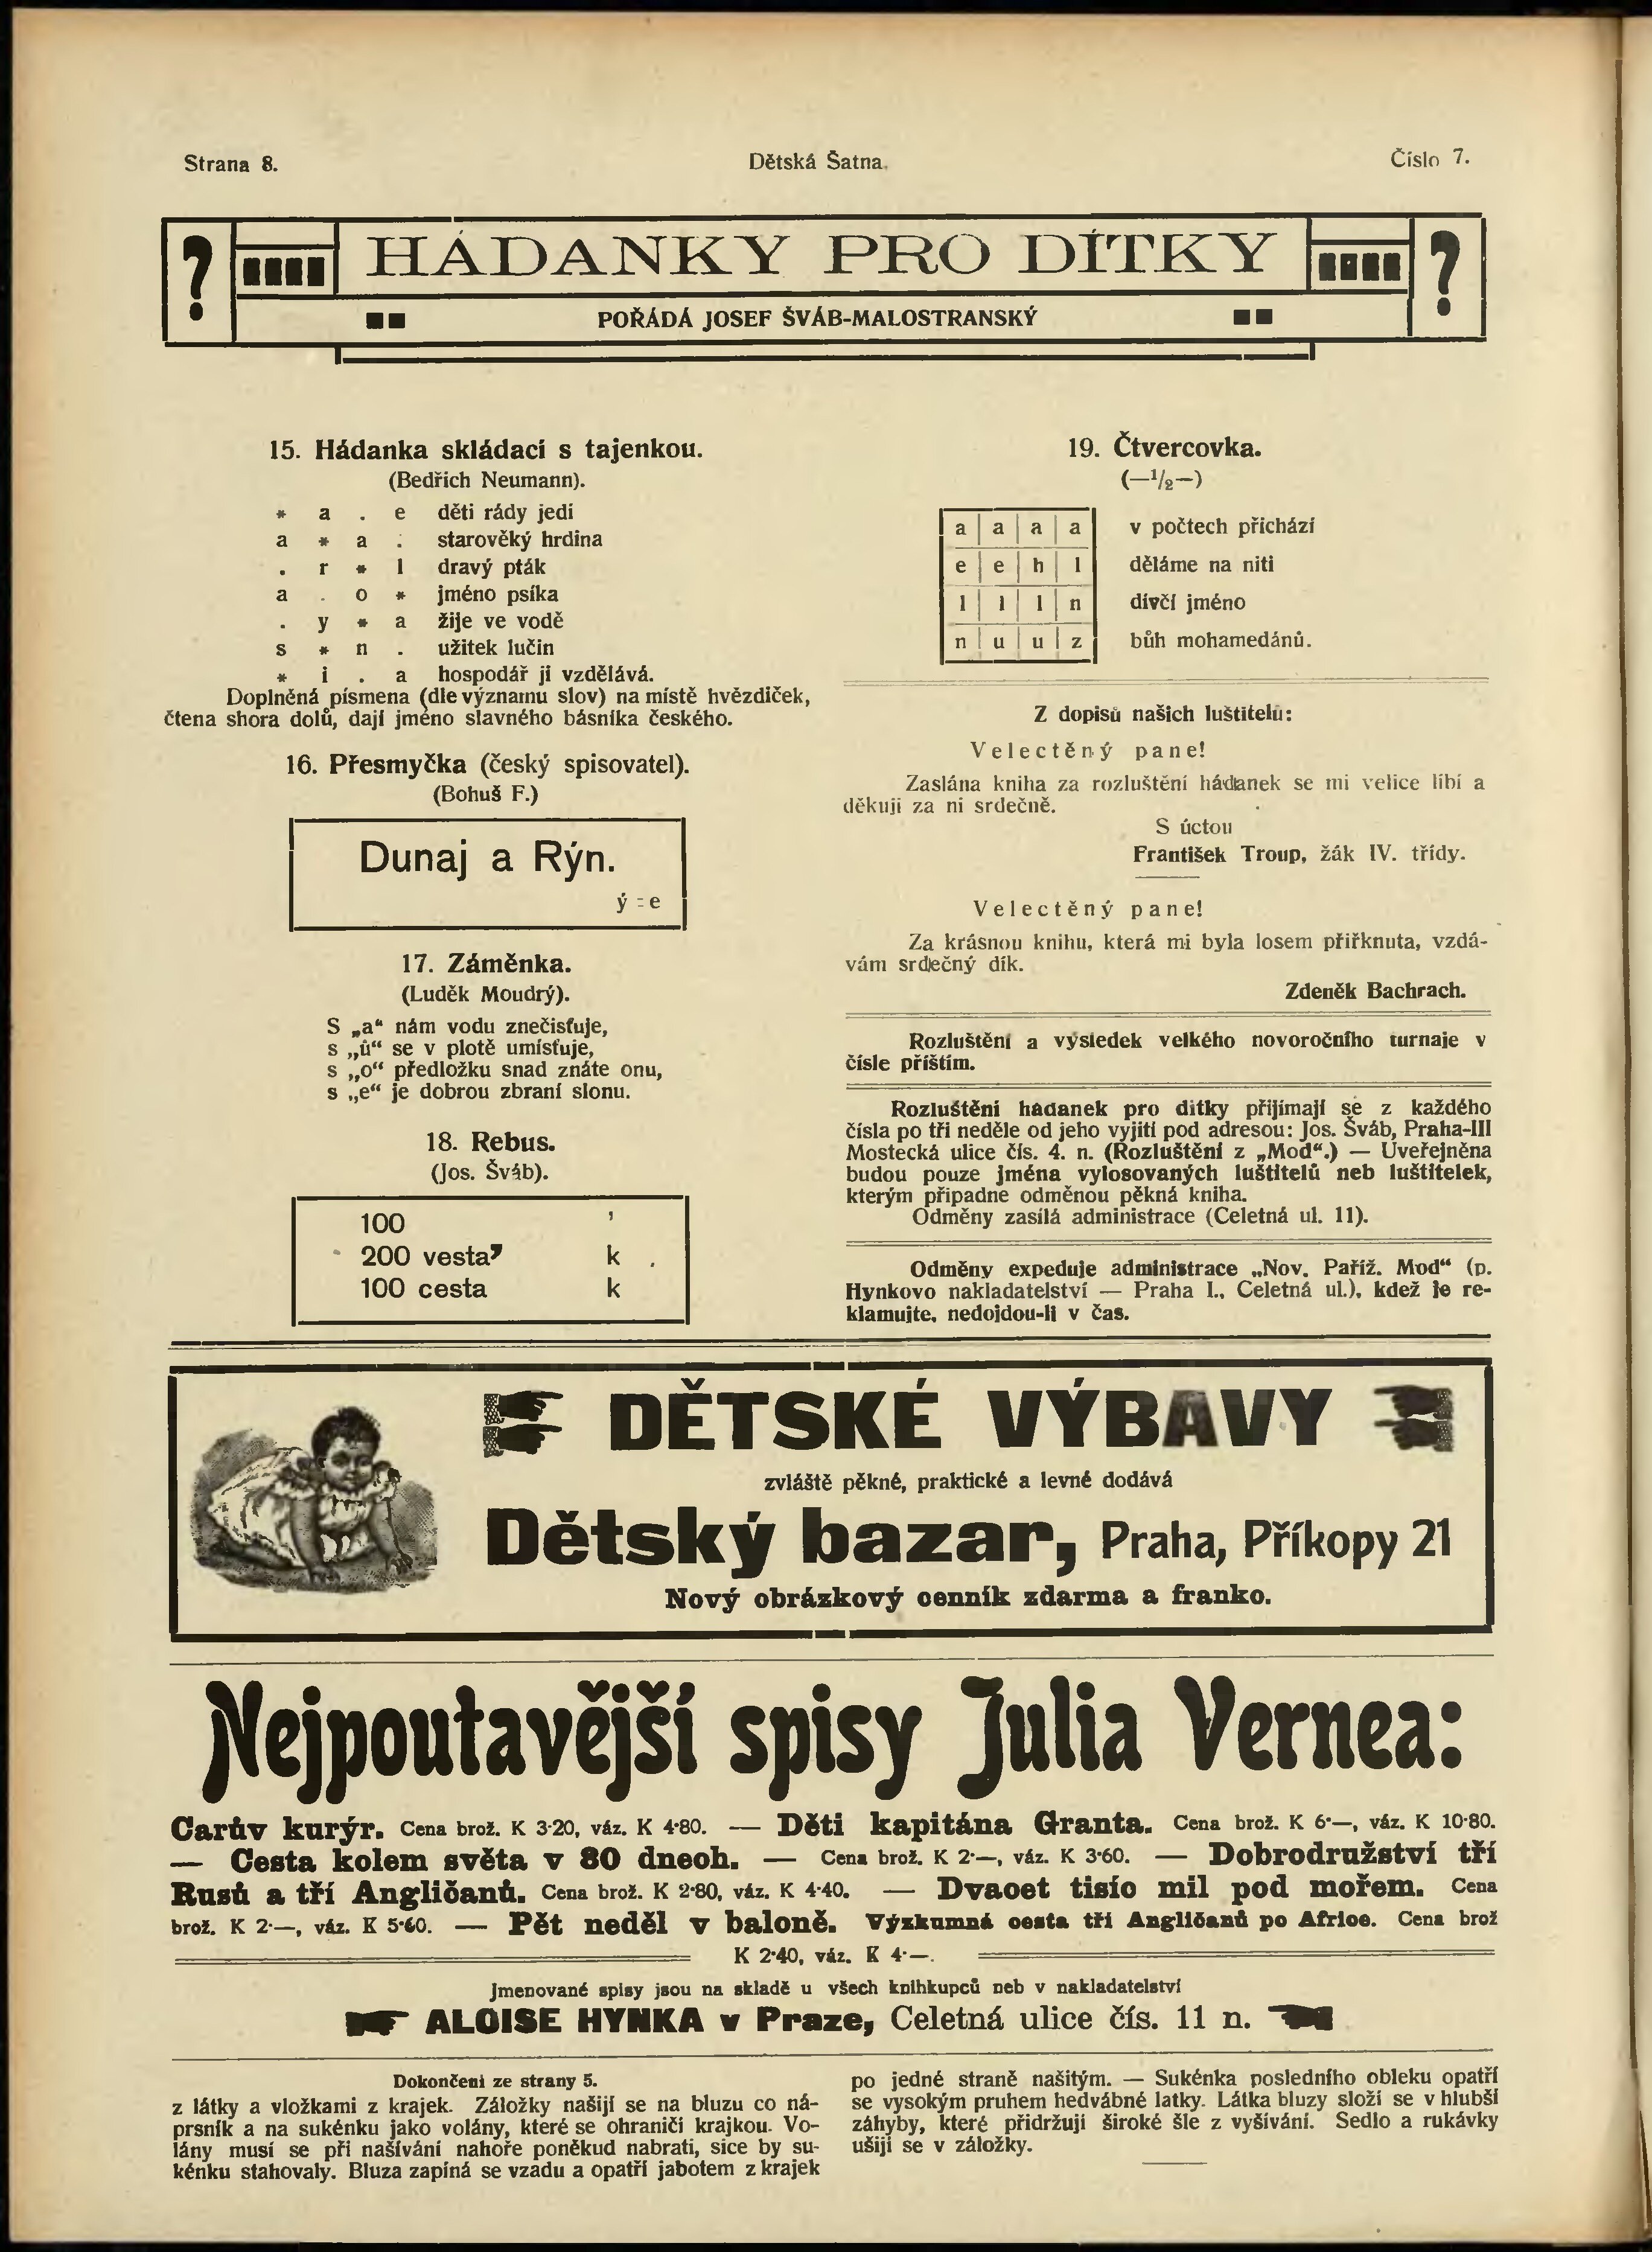 Strana 8.
Dětská Šatna.
Číslo 7.
? HÁDANKY PRO DÍTKY ?
POŘÁDÁ JOSEF ŠVÁB-MALOSTRANSKÝ
15. Hádanka skládací s tajenkou.
(Bedřich Neumann).
* a . e děti rády jedí
a * a . starověký hrdina
. r * l dravý pták
a . o * jméno psíka
. y * a žije ve vodě
s * n . užitek lučin
* i . a hospodář ji vzdělává.
Doplněná písmena (dle významu slov) na místě hvězdiček,
čtena shora dolů, dají jméno slavného básníka českého.
16. Přesmyčka (český spisovatel).
(Bohuš F.)
Dunaj a Rýn.
ý = e
17. Záměnka.
(Luděk Moudrý).
S „a“ nám vodu znečisťuje,
s „ů“ se v plotě umísťuje,
s „o“ předložku snad znáte onu,
s „e“ je dobrou zbraní slonu.
18. Rebus.
(Jos. Šváb).
100 ’
200 vesta’ k
100 cesta k
19. Čtvercovka.
(—1/2—)
a | a | a | a v počtech přichází
e | e | h | l děláme na niti
l | l | l | n dívčí jméno
n | u | u | z bůh mohamedánů.
Z dopisů našich luštitelů:
Velectěný pane!
Zaslána kniha za rozluštění hádanek se mi velice líbí a
děkuji za ni srdečně.
S úctou
František Troup, žák IV. třídy.
Velectěný pane!
Za krásnou knihu, která mi byla losem přiřknuta, vzdá-
vám srdečný dík.
Zdeněk Bachrach.
Rozluštění a výsledek velkého novoročního turnaje v
čísle příštím.
Rozluštění hádanek pro dítky přijímají se z každého
čísla po tři neděle od jeho vyjití pod adresou: Jos. Šváb, Praha-III
Mostecká ulice čís. 4. n. (Rozluštění z „Mod“.) — Uveřejněna
budou pouze jména vylosovaných luštitelů neb luštitelek,
kterým připadne odměnou pěkná kniha.
Odměny zasílá administrace (Celetná ul. 11).
Odměny expeduje administrace „Nov. Paříž. Mod“ (p.
Hynkovo nakladatelství — Praha I., Celetná ul.), kdež je re-
klamujte, nedojdou-li v čas.
DĚTSKÉ VÝBAVY
zvláště pěkné, praktické a levné dodává
Dětský bazar, Praha, Příkopy 21
Nový obrázkový cenník zdarma a franko.
Nejpoutavější spisy Julia Vernea:
Carův kurýr. Cena brož. K 3·20, váz. K 4·80. — Děti kapitána Granta. Cena brož. K 6·—, váz. K 10·80.
— Cesta kolem světa v 80 dnech. — Cena brož. K 2·—, váz. K 3·60. — Dobrodružství tří
Rusů a tří Angličanů. Cena brož. K 2·80, váz. K 4·40. — Dvacet tisíc mil pod mořem. Cena
brož. K 2·—, váz. K 5·60. — Pět neděl v baloně. Výzkumná cesta tří Angličanů po Africe. Cena brož
K 2·40, váz. K 4·—.
Jmenované spisy jsou na skladě u všech knihkupců neb v nakladatelství
ALOISE HYNKA v Praze, Celetná ulice čís. 11 n.
Dokončení ze strany 5.
z látky a vložkami z krajek. Záložky našijí se na bluzu co ná-
prsník a na sukénku jako volány, které se ohraničí krajkou. Vo-
lány musí se při našívání nahoře poněkud nabrati, sice by su-
kénku stahovaly. Bluza zapíná se vzadu a opatří jabotem z krajek
po jedné straně našitým. — Sukénka posledního obleku opatří
se vysokým pruhem hedvábné latky. Látka bluzy složí se v hlubší
záhyby, které přidržují široké šle z vyšívání. Sedlo a rukávky
ušijí se v záložky.